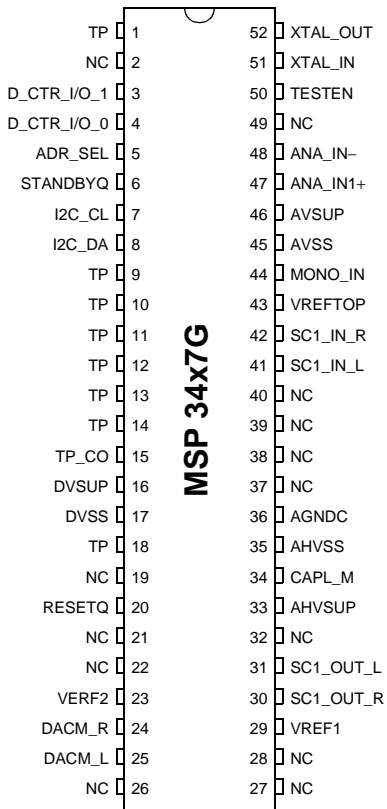 TP 1 52 XTAL_OUT
NC 2 51 XTAL_IN
D_CTR_I/O_1 3 50 TESTEN
D_CTR_I/O_0 4 49 NC
ADR_SEL 5 48 ANA_IN−
STANDBYQ 6 47 ANA_IN1+
I2C_CL 7 46 AVSUP
I2C_DA 8 45 AVSS
TP 9 44 MONO_IN
TP 10 43 VREFTOP
TP 11 42 SC1_IN_R
TP 12 41 SC1_IN_L
TP 13 40 NC
TP 14 39 NC
TP_CO 15 38 NC
DVSUP 16 37 NC
DVSS 17 36 AGNDC
TP 18 35 AHVSS
NC 19 34 CAPL_M
RESETQ 20 33 AHVSUP
NC 21 32 NC
NC 22 31 SC1_OUT_L
VERF2 23 30 SC1_OUT_R
DACM_R 24 29 VREF1
DACM_L 25 28 NC
NC 26 27 NC
MSP 34x7G